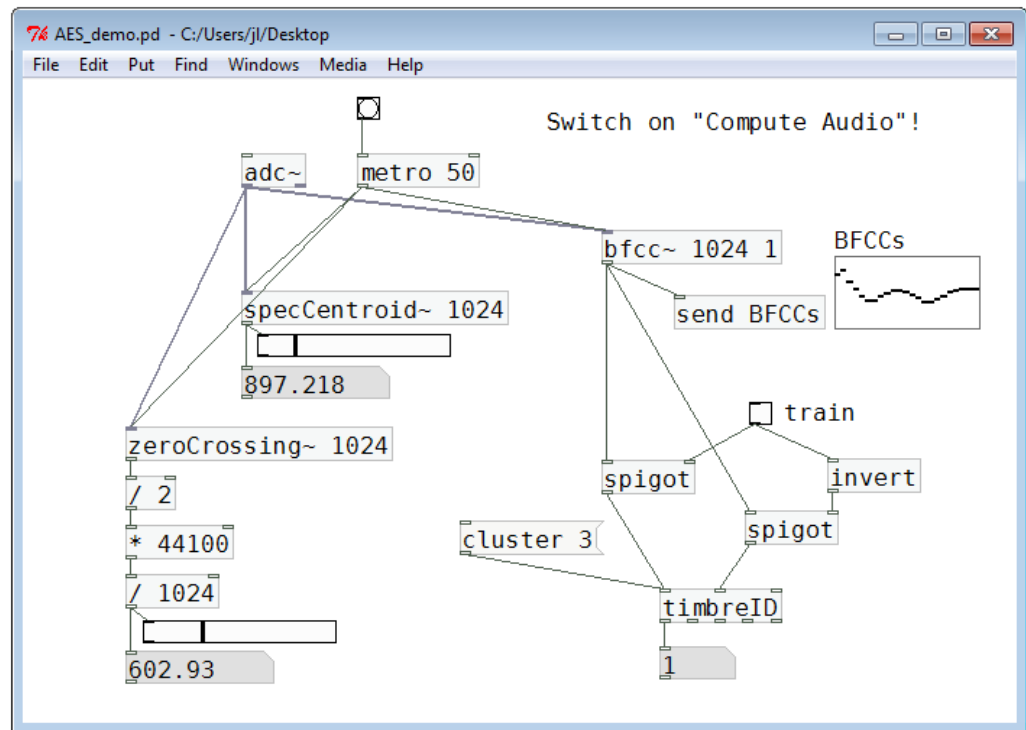 AES_demo.pd - C:/Users/jl/Desktop
File Edit Put Find Windows Media Help
Switch on "Compute Audio"!
adc~
metro 50
bfcc~ 1024 1
BFCCs
specCentroid~ 1024
send BFCCs
897.218
train
zeroCrossing~ 1024
spigot
invert
/ 2
spigot
* 44100
cluster 3
/ 1024
timbreID
602.93
1